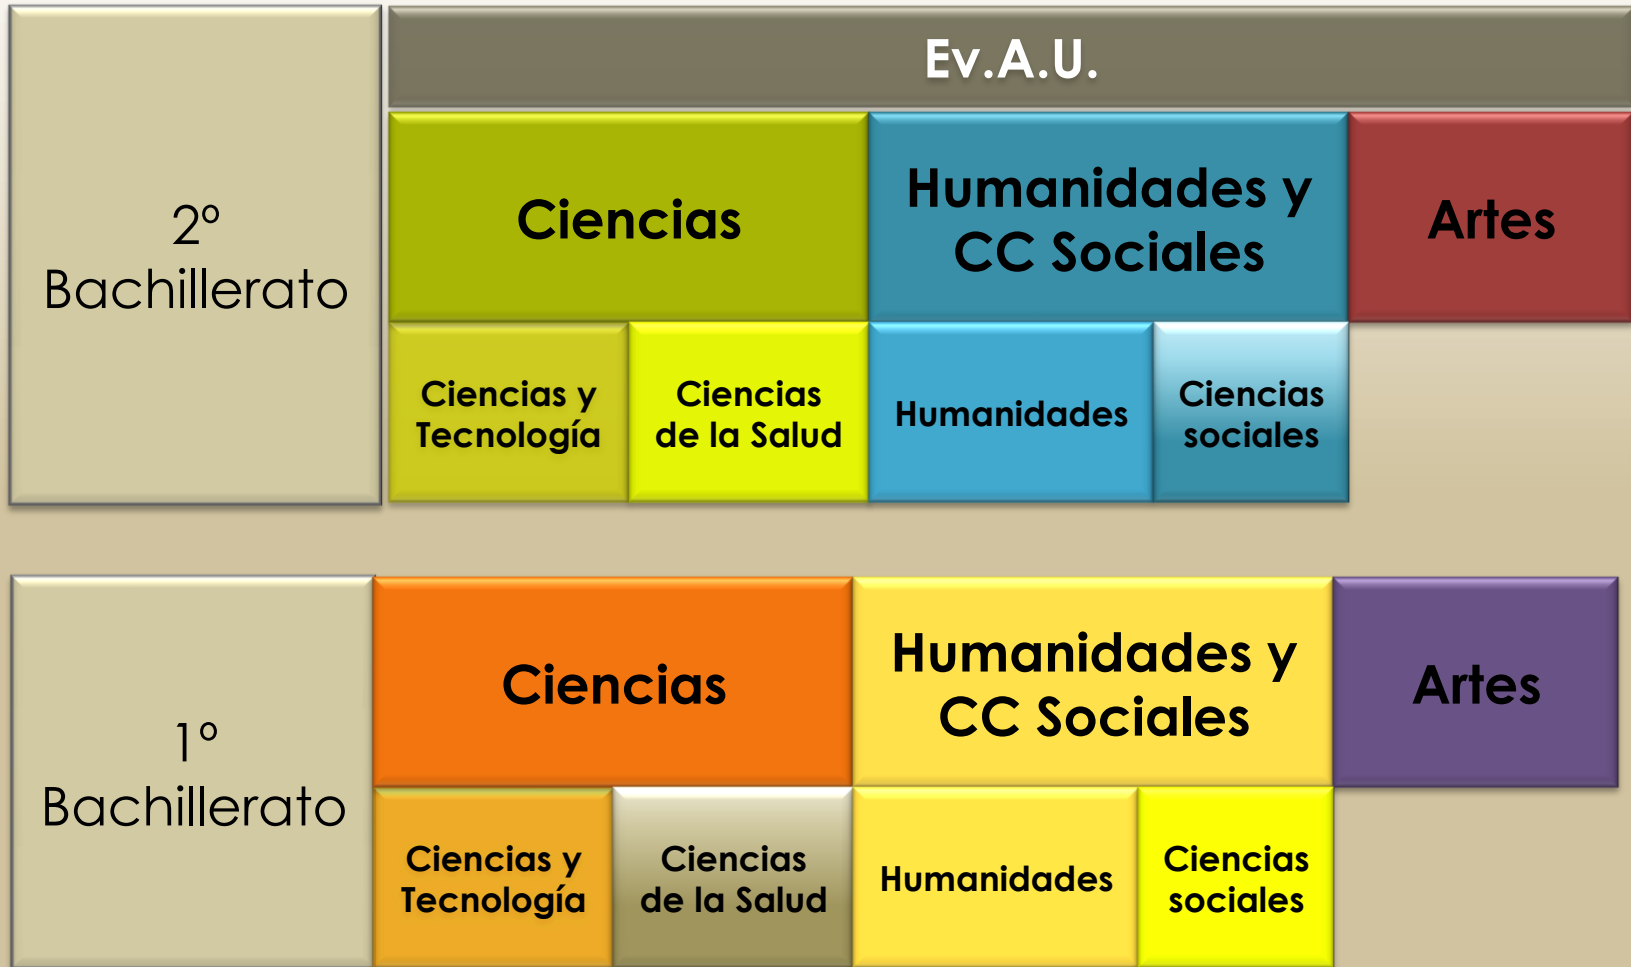 Ev.A.U.
2º
Bachillerato
Ciencias
Humanidades y
CC Sociales
Artes
Ciencias y
Tecnología
Ciencias
de la Salud
Humanidades
Ciencias
sociales
1º
Bachillerato
Ciencias
Humanidades y
CC Sociales
Artes
Ciencias y
Tecnología
Ciencias
de la Salud
Humanidades
Ciencias
sociales